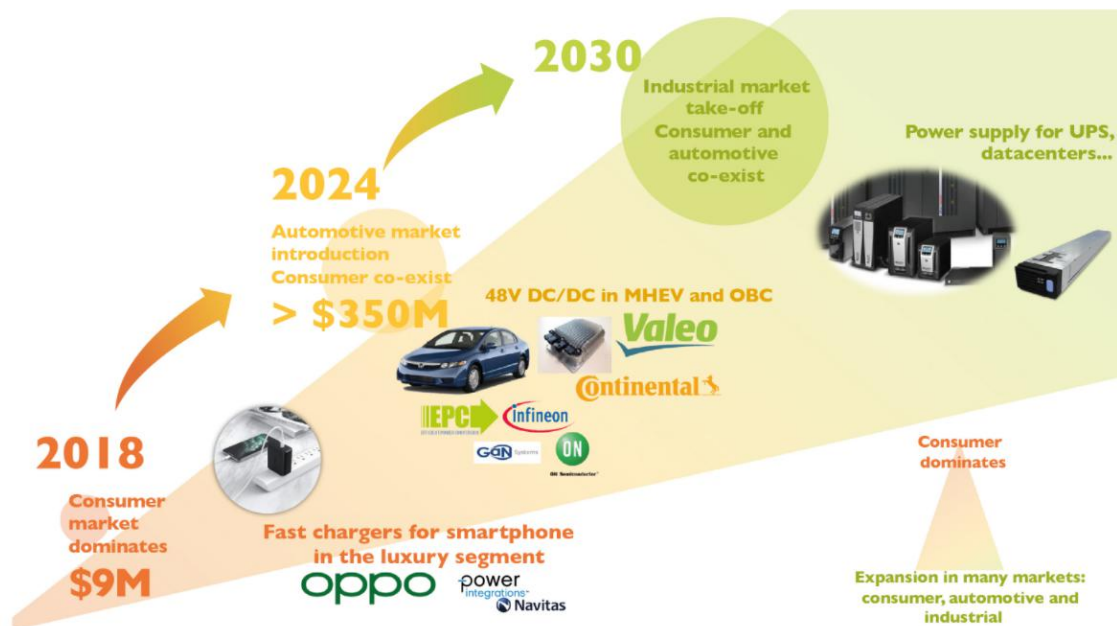 2030
Industrial market
take-off
Consumer and
automotive
co-exist
Power supply for UPS,
datacenters...
2024
Automotive market
introduction
Consumer co-exist
> $350M
48V DC/DC in MHEV and OBC
Valeo
Continental
EPC
infineon
GaN Systems
ON
ON Semiconductor
2018
Consumer
market
dominates
$9M
Fast chargers for smartphone
in the luxury segment
oppo
power
integrations
Navitas
Consumer
dominates
Expansion in many markets:
consumer, automotive and
industrial